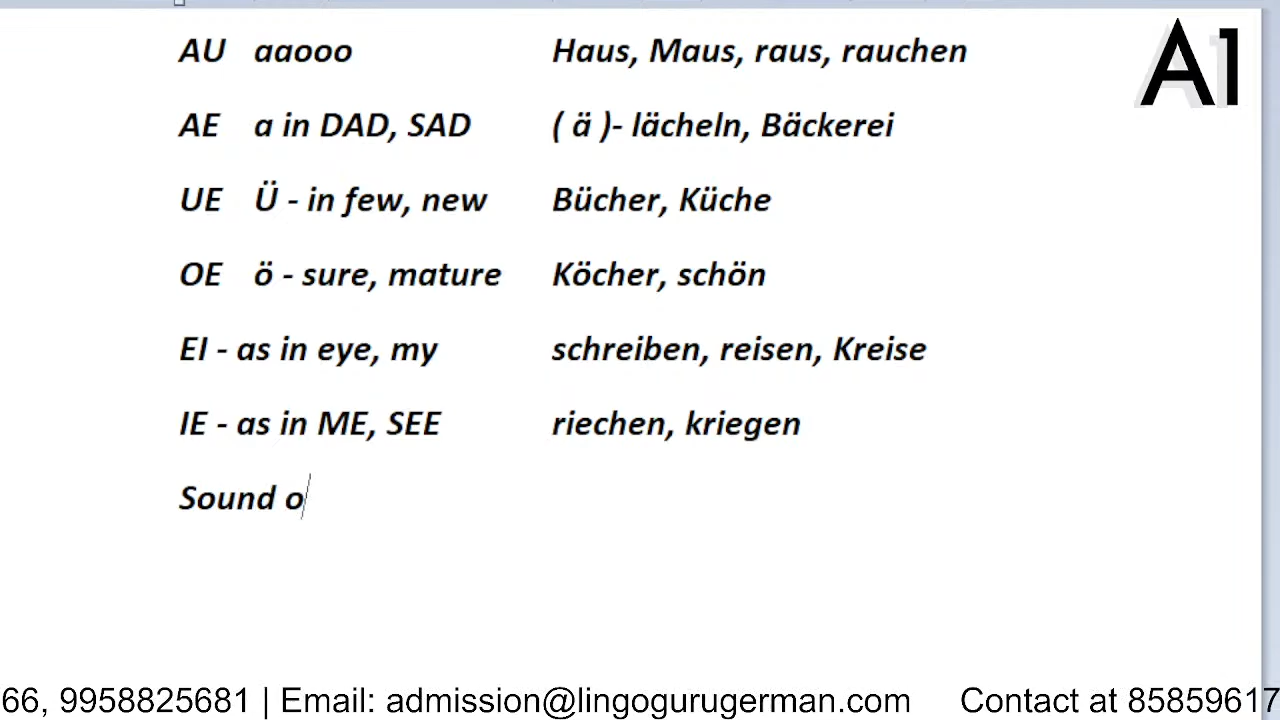 AU aaooo Haus, Maus, raus, rauchen
A1
AE a in DAD, SAD ( ä )- lächeln, Bäckerei
UE Ü - in few, new Bücher, Küche
OE ö - sure, mature Köcher, schön
EI - as in eye, my schreiben, reisen, Kreise
IE - as in ME, SEE riechen, kriegen
Sound o
66, 9958825681 | Email: admission@lingogurugerman.com Contact at 85859617